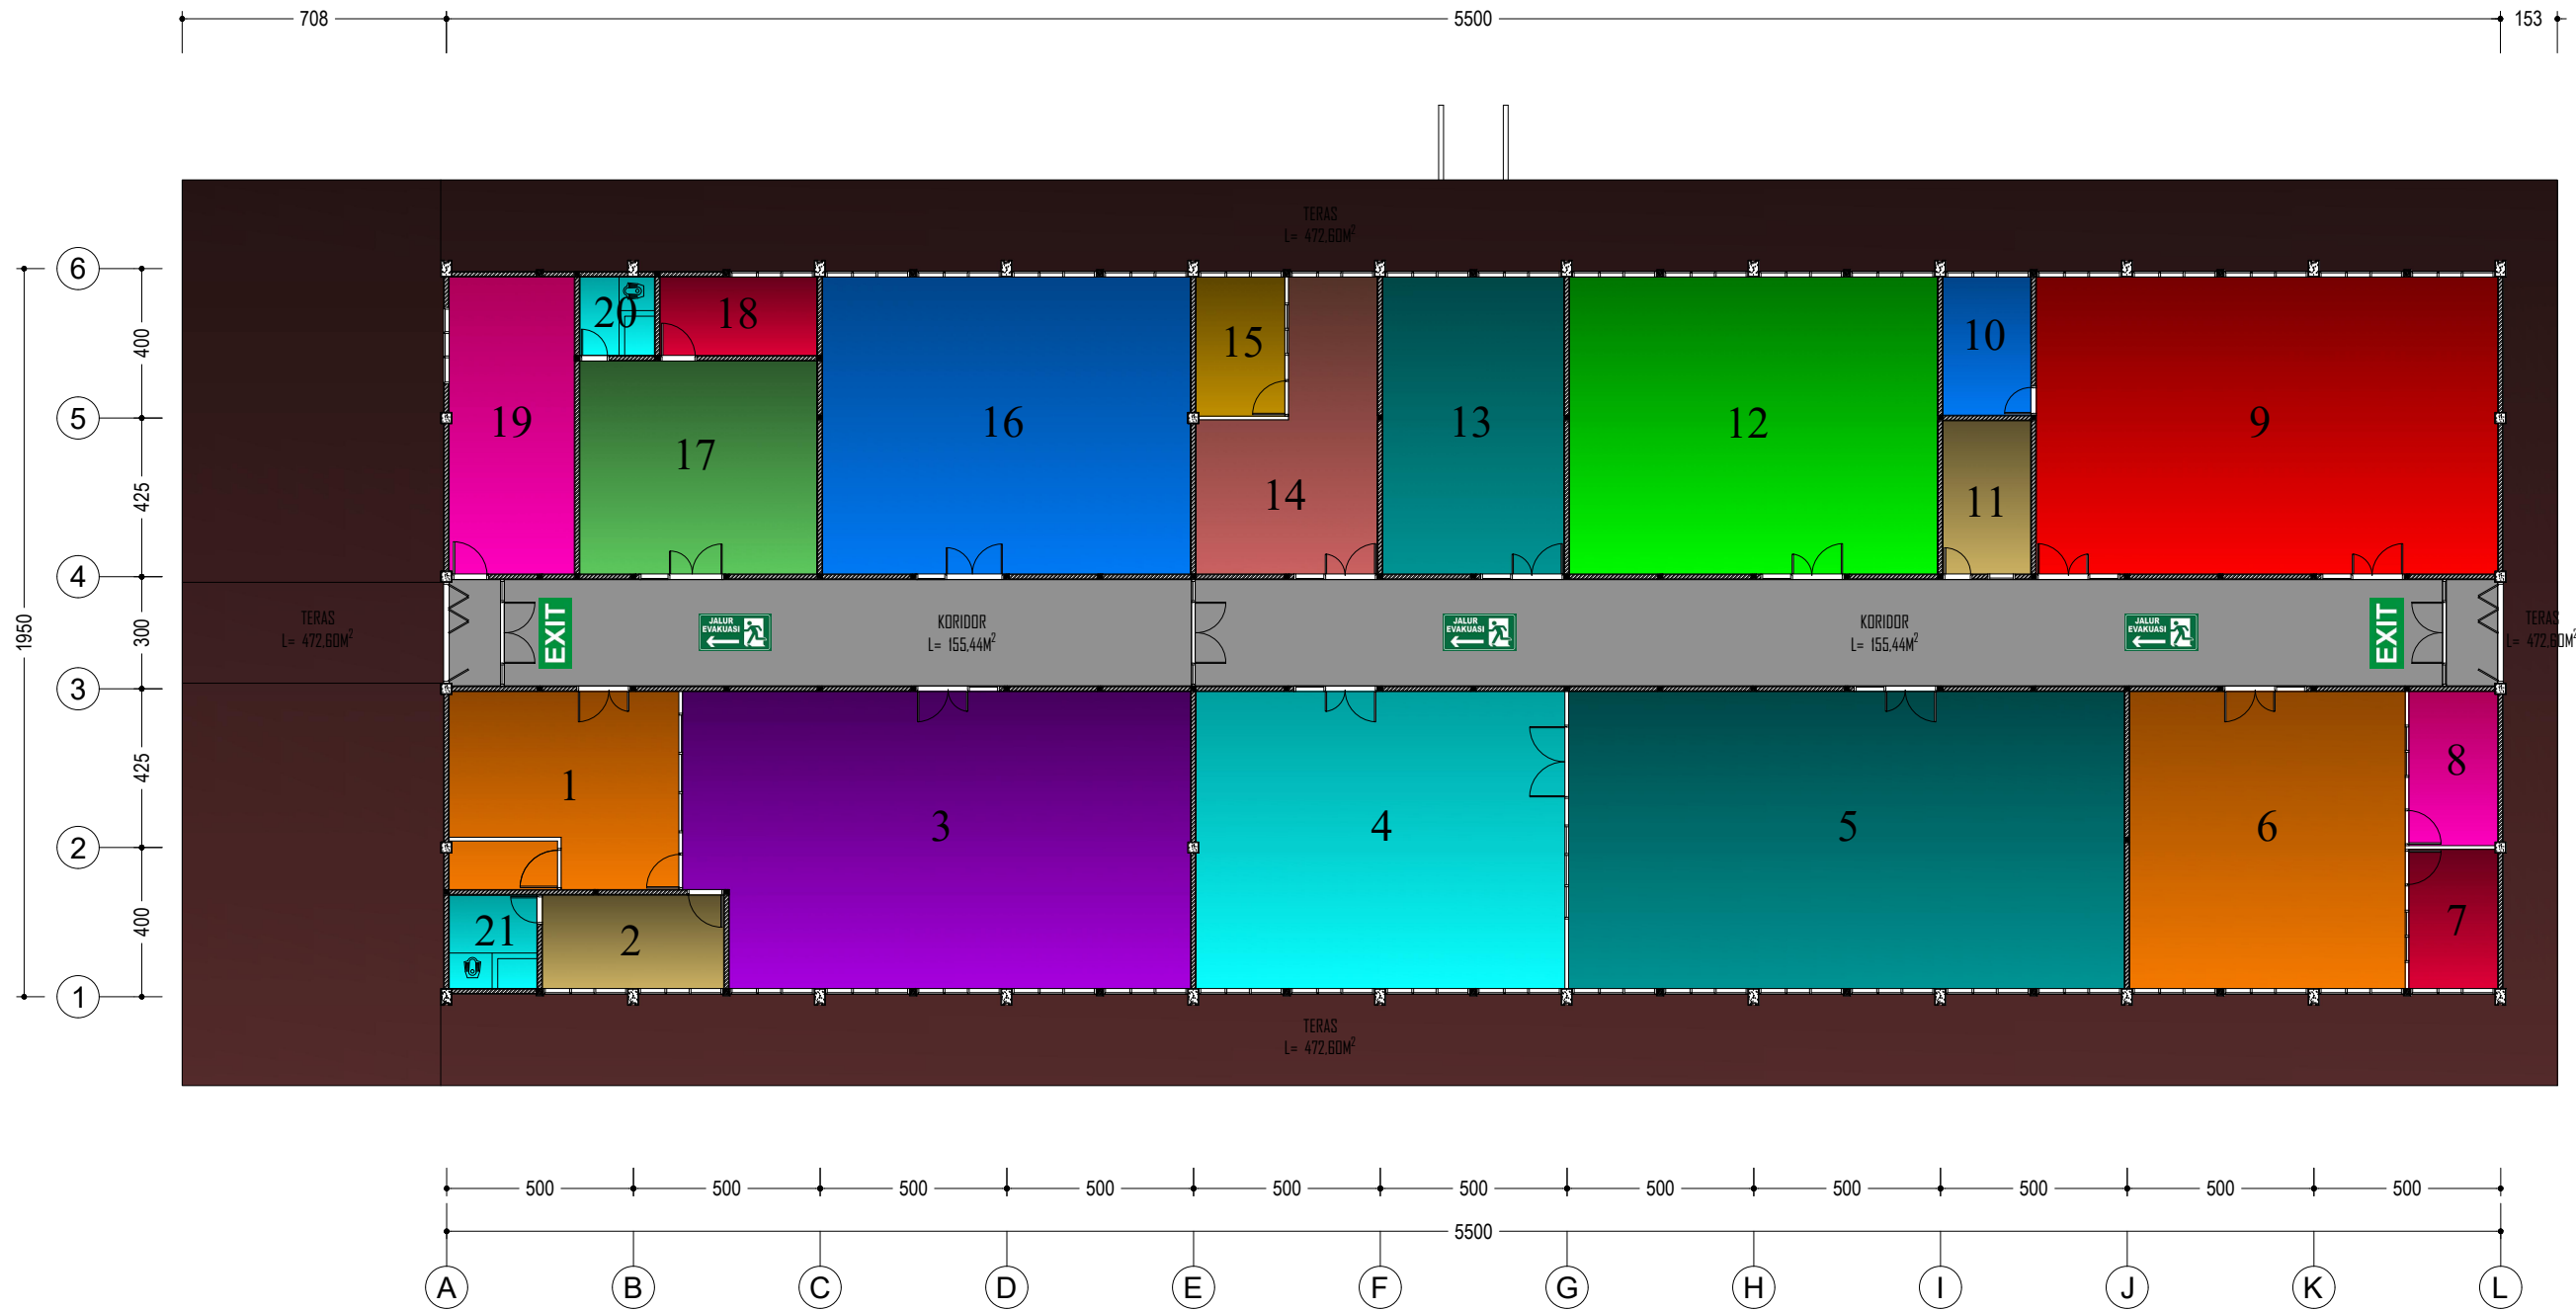 708
5500
153
TERAS
L= 472,60M²
6
5
4
3
2
1
1950
400
425
300
425
400
20
18
15
10
19
17
16
14
13
12
11
9
TERAS
L= 472,60M²
EXIT
JALUR
EVAKUASI
KORIDOR
L= 155,44M²
JALUR
EVAKUASI
KORIDOR
L= 155,44M²
JALUR
EVAKUASI
EXIT
TERAS
L= 472,60M²
1
3
4
5
6
8
21
2
7
TERAS
L= 472,60M²
500
500
500
500
500
500
500
500
500
500
500
5500
A
B
C
D
E
F
G
H
I
J
K
L